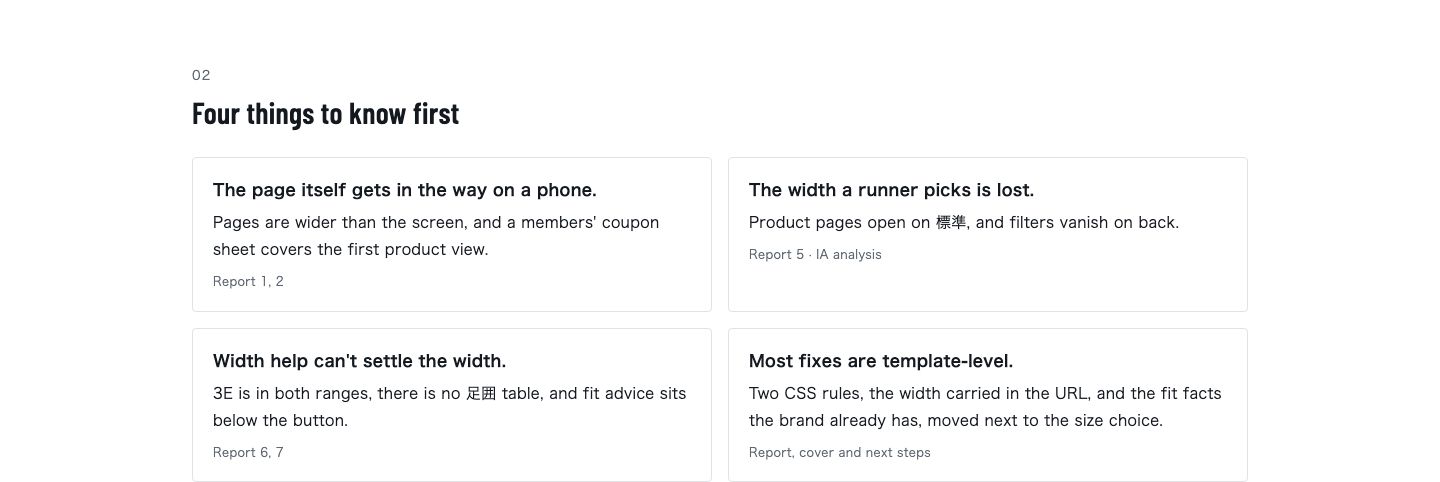 02
Four things to know first
The page itself gets in the way on a phone.
Pages are wider than the screen, and a members' coupon
sheet covers the first product view.
Report 1, 2
The width a runner picks is lost.
Product pages open on 標準, and filters vanish on back.
Report 5 · IA analysis
Width help can't settle the width.
3E is in both ranges, there is no 足囲 table, and fit advice sits
below the button.
Report 6, 7
Most fixes are template-level.
Two CSS rules, the width carried in the URL, and the fit facts
the brand already has, moved next to the size choice.
Report, cover and next steps